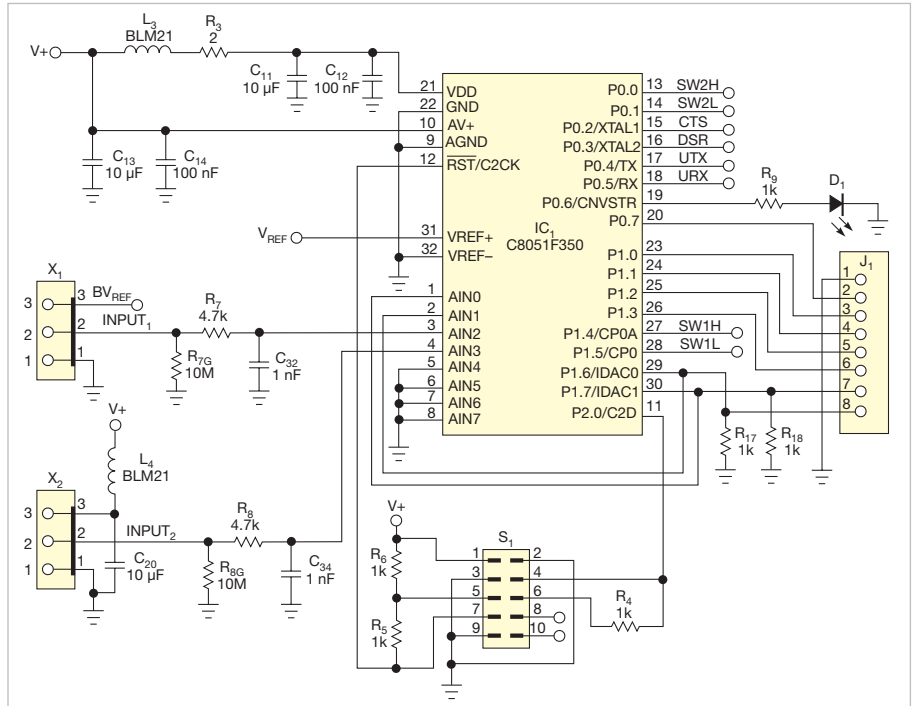 L3
BLM21
R3
2
V+
C11
10 µF
C12
100 nF
C13
10 µF
C14
100 nF
21 VDD
22 GND
10 AV+
9 AGND
12 RST/C2CK
VREF
31 VREF+
32 VREF–
1 AIN0
2 AIN1
3 AIN2
4 AIN3
5 AIN4
6 AIN5
7 AIN6
8 AIN7
IC1
C8051F350
P0.0 13 SW2H
P0.1 14 SW2L
P0.2/XTAL1 15 CTS
P0.3/XTAL2 16 DSR
P0.4/TX 17 UTX
P0.5/RX 18 URX
P0.6/CNVSTR 19
P0.7 20
P1.0 23
P1.1 24
P1.2 25
P1.3 26
P1.4/CP0A 27 SW1H
P1.5/CP0 28 SW1L
P1.6/IDAC0 29
P1.7/IDAC1 30
P2.0/C2D 11
R9
1k
D1
J1
1
2
3
4
5
6
7
8
R17
1k
R18
1k
X1
3 3 BVREF
2 2 INPUT1
1 1
R7
4.7k
R7G
10M
C32
1 nF
V+
L4
BLM21
X2
3 3
2 2 INPUT2
1 1
C20
10 µF
R8
4.7k
R8G
10M
C34
1 nF
V+
R6
1k
R5
1k
S1
1 2
3 4
5 6
7 8
9 10
R4
1k